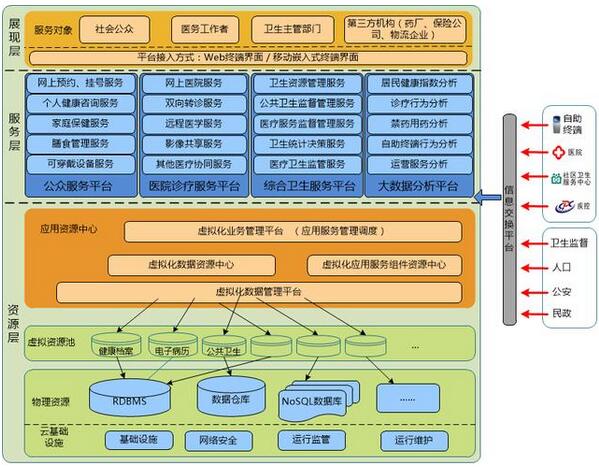 展现层
服务对象
社会公众
医务工作者
卫生主管部门
第三方机构（药厂、保险公
司、物流企业）
平台接入方式：Web终端界面 / 移动嵌入式终端界面
服务层
网上预约、挂号服务
个人健康咨询服务
家庭保健服务
膳食管理服务
可穿戴设备服务
公众服务平台
网上医院服务
双向转诊服务
远程医学服务
影像共享服务
其他医疗协同服务
医院诊疗服务平台
卫生资源管理服务
公共卫生监督管理服务
医疗服务监督管理服务
卫生统计决策服务
医疗卫生监管服务
综合卫生服务平台
居民健康指数分析
诊疗行为分析
禁药用药分析
自助终端行为分析
运营服务分析
大数据分析平台
资源层
应用资源中心
虚拟化业务管理平台 （应用服务管理调度）
虚拟化数据资源中心
虚拟化应用服务组件资源中心
虚拟化数据管理平台
虚拟资源池
健康档案
电子病历
公共卫生
...
物理资源
RDBMS
数据仓库
NoSQL数据库
……
云基础
设施
基础设施
网络安全
运行监管
运行维护
信息交换平台
自助
终端
医院
社区卫生
服务中心
疾控
卫生监督
人口
公安
民政